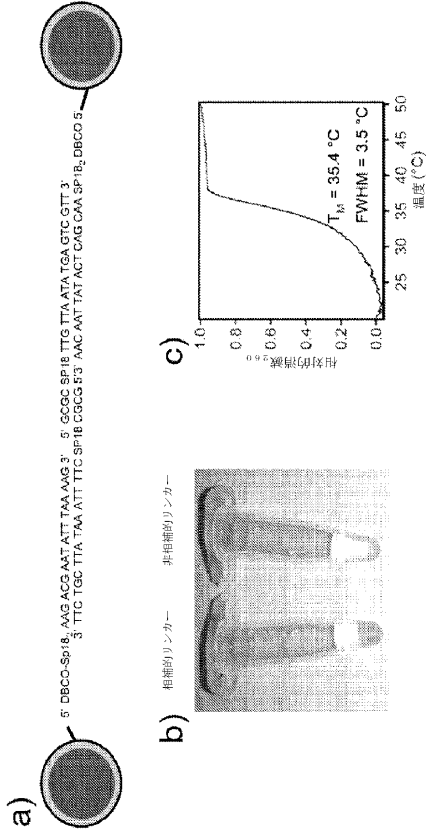 a)
5' DBCO-Sp18₂ AAG ACG AAT ATT TAA AAG 3' 5' GCGC SP18 TTG TTA ATA TGA GTC GTT 3'
3' TTC TGC TTA TAA ATT TTC SP18 CGCG 5'3' AAC AAT TAT ACT CAG CAA SP18₂ DBCO 5'
b)
相補的リンカー 非相補的リンカー
c)
相対的消滅₂₆₀
1.0
0.8
0.6
0.4
0.2
0.0
T_M = 35.4 °C
FWHM = 3.5 °C
25 30 35 40 45 50
温度 (°C)